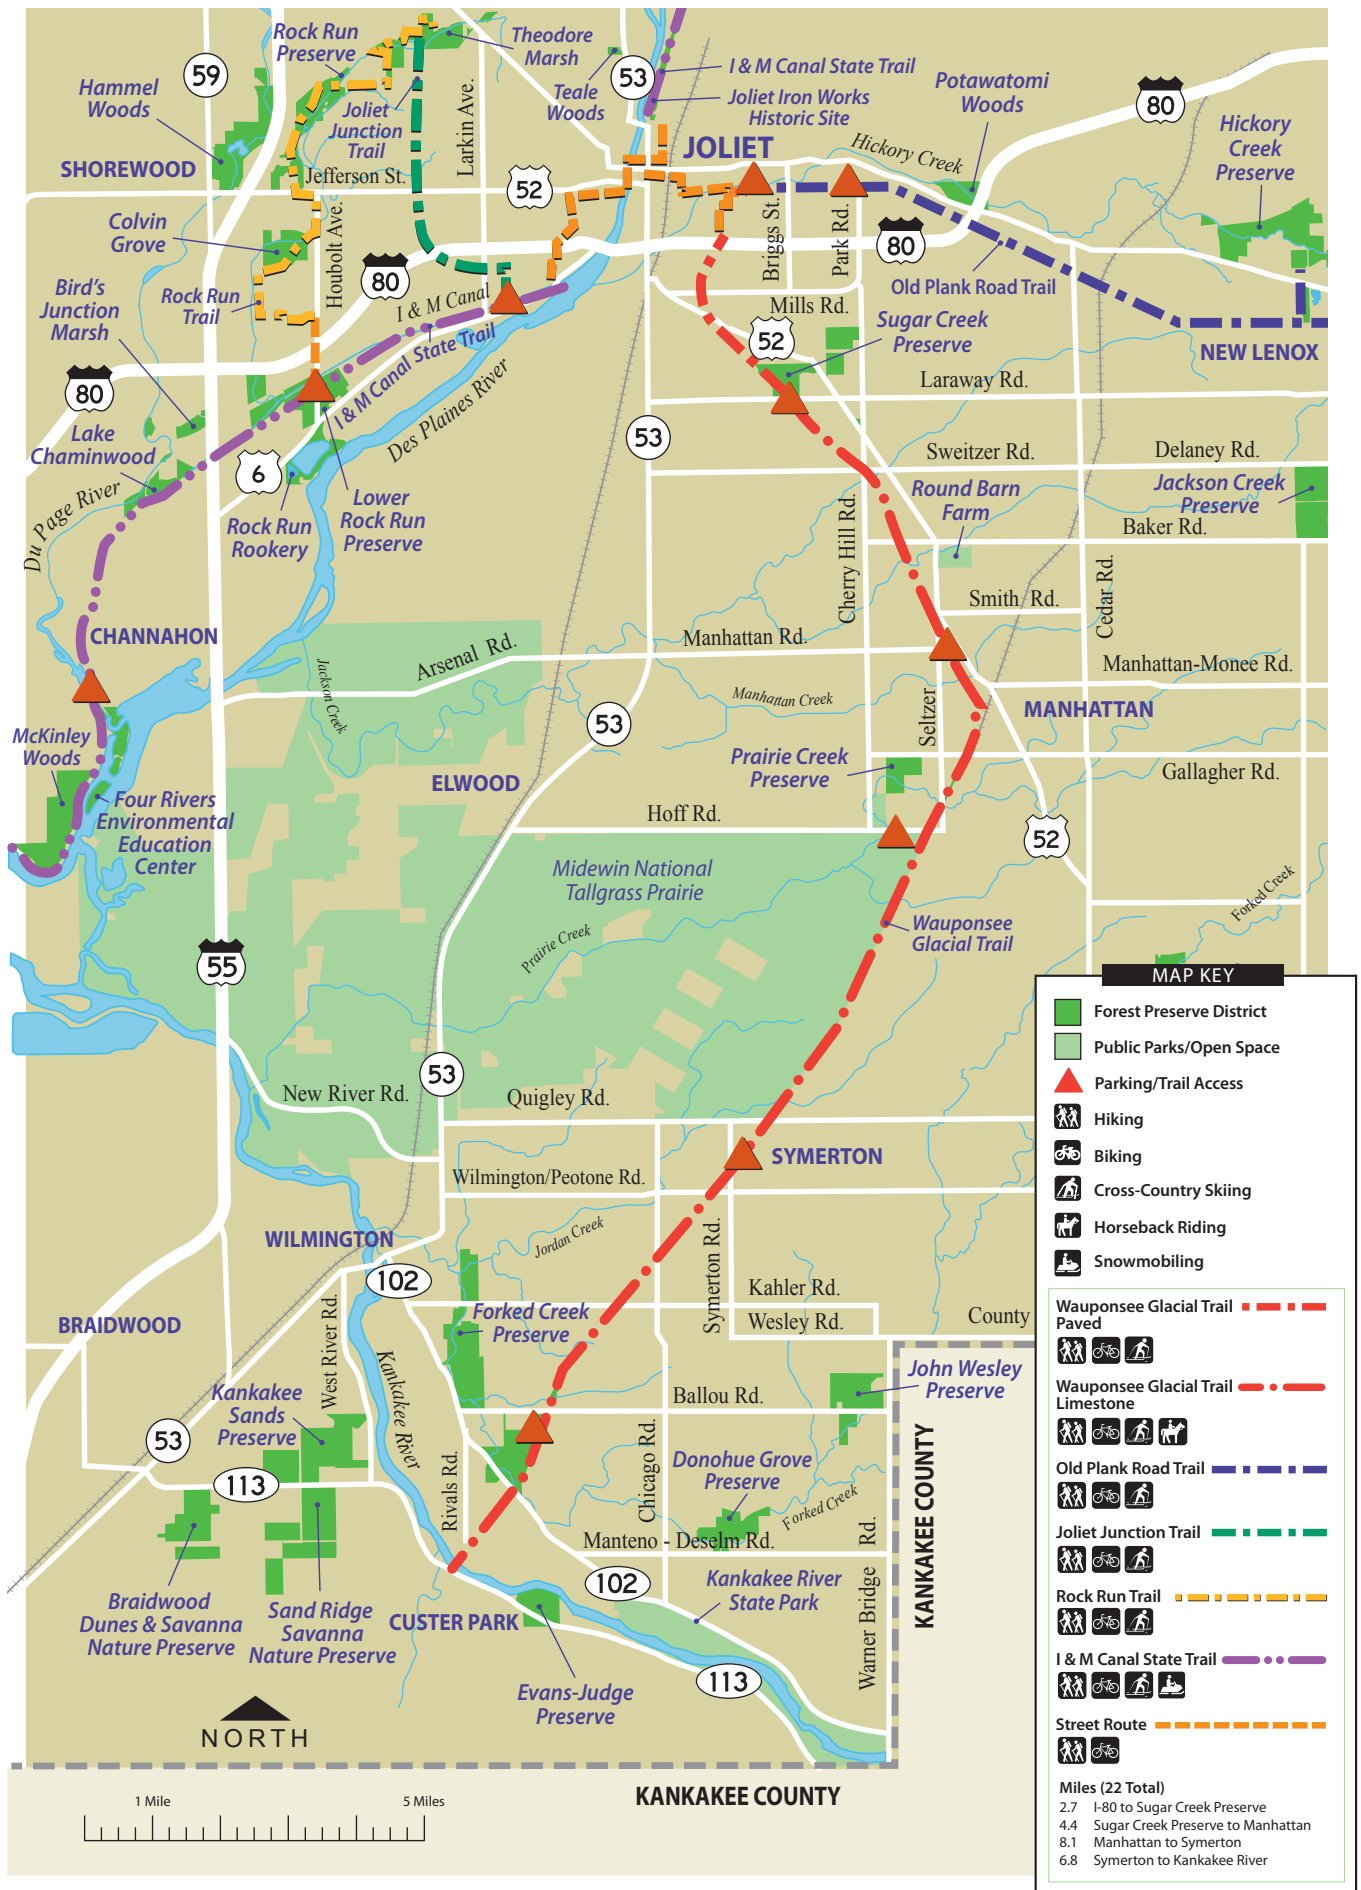 Rock Run
Preserve
Theodore
Marsh
59
53
I & M Canal State Trail
Hammel
Woods
Teale
Woods
Joliet Iron Works
Historic Site
Potawatomi
Woods
80
Joliet
Junction
Trail
Larkin Ave.
Hickory
Creek
Preserve
JOLIET
Hickory Creek
SHOREWOOD
Jefferson St.
52
Colvin
Grove
Houbolt Ave.
Briggs St.
Park Rd.
80
80
Old Plank Road Trail
Bird's
Junction
Marsh
Rock Run
Trail
I & M Canal
I & M Canal State Trail
Mills Rd.
Sugar Creek
Preserve
52
NEW LENOX
80
Des Plaines River
Laraway Rd.
Lake
Chaminwood
53
6
Sweitzer Rd.
Delaney Rd.
Du Page River
Rock Run
Rookery
Lower
Rock Run
Preserve
Cherry Hill Rd.
Round Barn
Farm
Jackson Creek
Preserve
Baker Rd.
Cedar Rd.
Smith Rd.
CHANNAHON
Arsenal Rd.
Manhattan Rd.
Manhattan-Monee Rd.
Jackson Creek
Manhattan Creek
Seltzer
MANHATTAN
53
McKinley
Woods
Prairie Creek
Preserve
Gallagher Rd.
ELWOOD
Four Rivers
Environmental
Education
Center
Hoff Rd.
52
Midewin National
Tallgrass Prairie
Forked Creek
Wauponsee
Glacial Trail
Prairie Creek
55
53
New River Rd.
Quigley Rd.
SYMERTON
Wilmington/Peotone Rd.
WILMINGTON
Jordan Creek
Symerton Rd.
102
Kahler Rd.
Wesley Rd.
County
Forked Creek
Preserve
BRAIDWOOD
West River Rd.
Kankakee River
John Wesley
Preserve
Kankakee
Sands
Preserve
Ballou Rd.
53
113
Rivals Rd.
Chicago Rd.
Donohue Grove
Preserve
Forked Creek
KANKAKEE COUNTY
Manteno - Deselm Rd.
Warner Bridge Rd.
102
Kankakee River
State Park
Braidwood
Dunes & Savanna
Nature Preserve
Sand Ridge
Savanna
Nature Preserve
CUSTER PARK
113
Evans-Judge
Preserve
NORTH
KANKAKEE COUNTY
1 Mile
5 Miles
MAP KEY
Forest Preserve District
Public Parks/Open Space
Parking/Trail Access
Hiking
Biking
Cross-Country Skiing
Horseback Riding
Snowmobiling
Wauponsee Glacial Trail
Paved
Wauponsee Glacial Trail
Limestone
Old Plank Road Trail
Joliet Junction Trail
Rock Run Trail
I & M Canal State Trail
Street Route
Miles (22 Total)
2.7 I-80 to Sugar Creek Preserve
4.4 Sugar Creek Preserve to Manhattan
8.1 Manhattan to Symerton
6.8 Symerton to Kankakee River